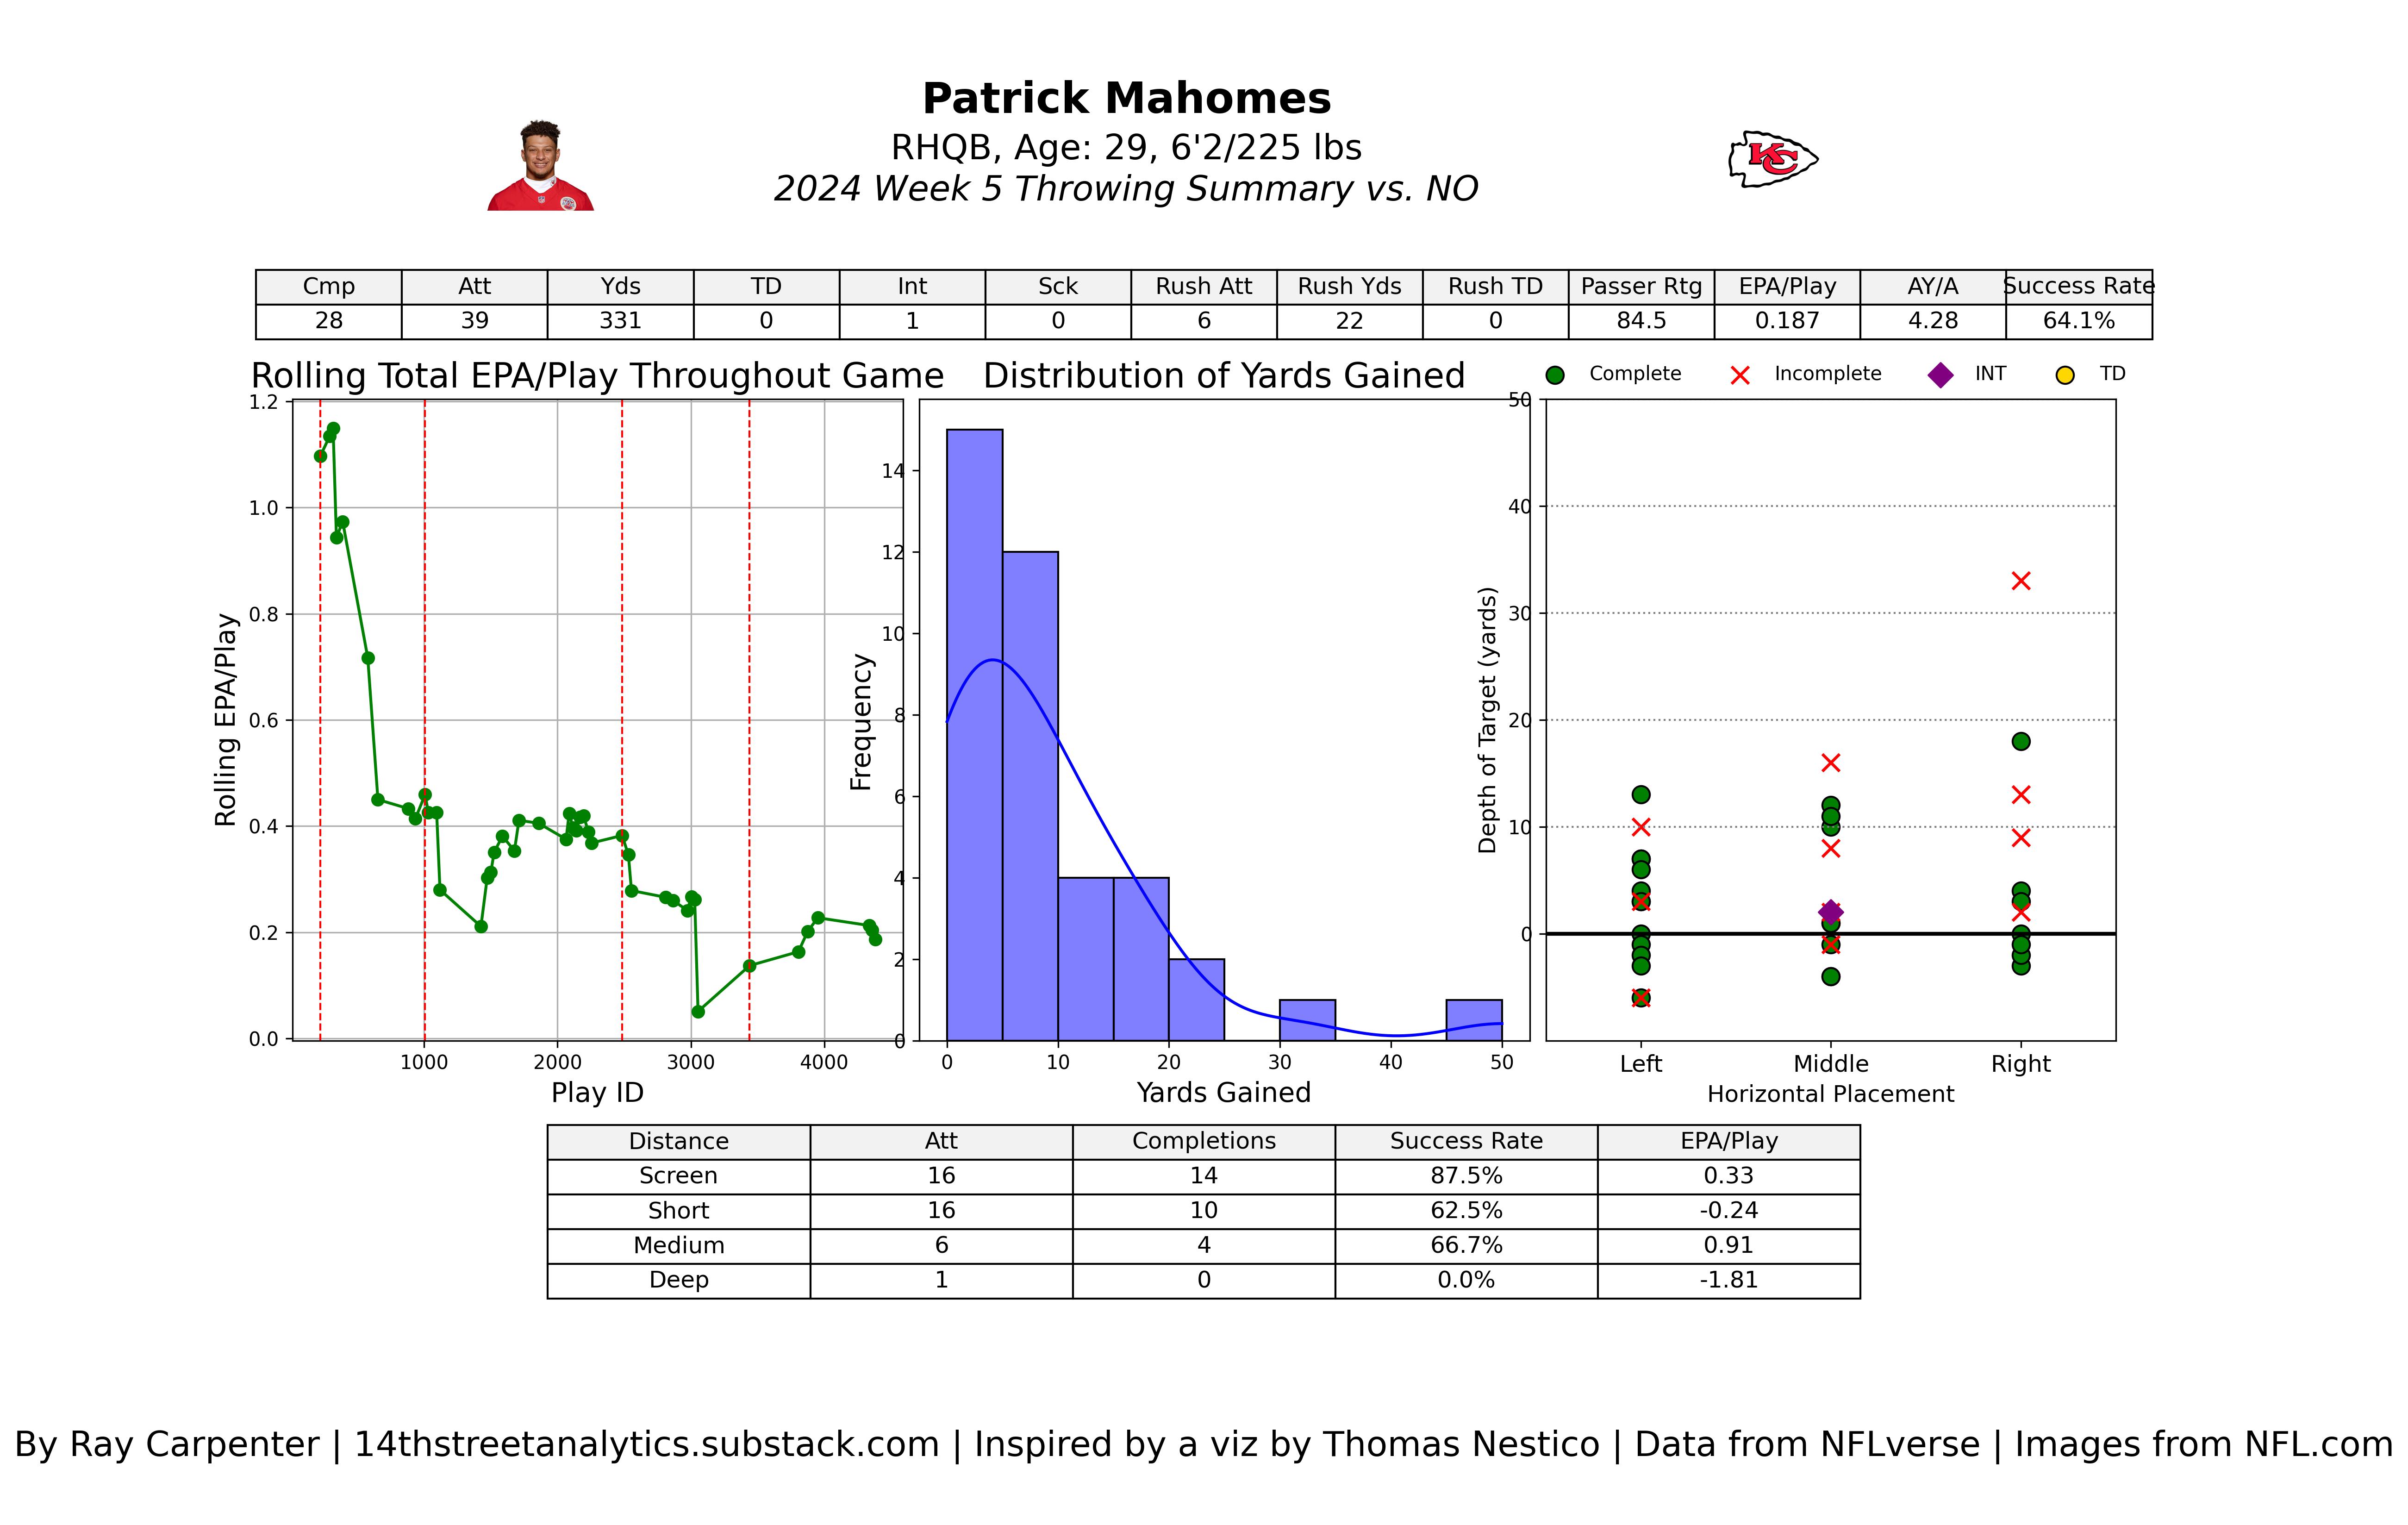 Patrick Mahomes
RHQB, Age: 29, 6'2/225 lbs
2024 Week 5 Throwing Summary vs. NO
KC
Cmp Att Yds TD Int Sck Rush Att Rush Yds Rush TD Passer Rtg EPA/Play AY/A Success Rate
28 39 331 0 1 0 6 22 0 84.5 0.187 4.28 64.1%
Rolling Total EPA/Play Throughout Game
1.2
1.0
0.8
0.6
0.4
0.2
0.0
Rolling EPA/Play
1000 2000 3000 4000
Play ID
Distribution of Yards Gained
14
12
10
8
6
4
2
0
Frequency
0 10 20 30 40 50
Yards Gained
Complete Incomplete INT TD
50
40
30
20
10
0
Depth of Target (yards)
Left Middle Right
Horizontal Placement
Distance Att Completions Success Rate EPA/Play
Screen 16 14 87.5% 0.33
Short 16 10 62.5% -0.24
Medium 6 4 66.7% 0.91
Deep 1 0 0.0% -1.81
By Ray Carpenter | 14thstreetanalytics.substack.com | Inspired by a viz by Thomas Nestico | Data from NFLverse | Images from NFL.com